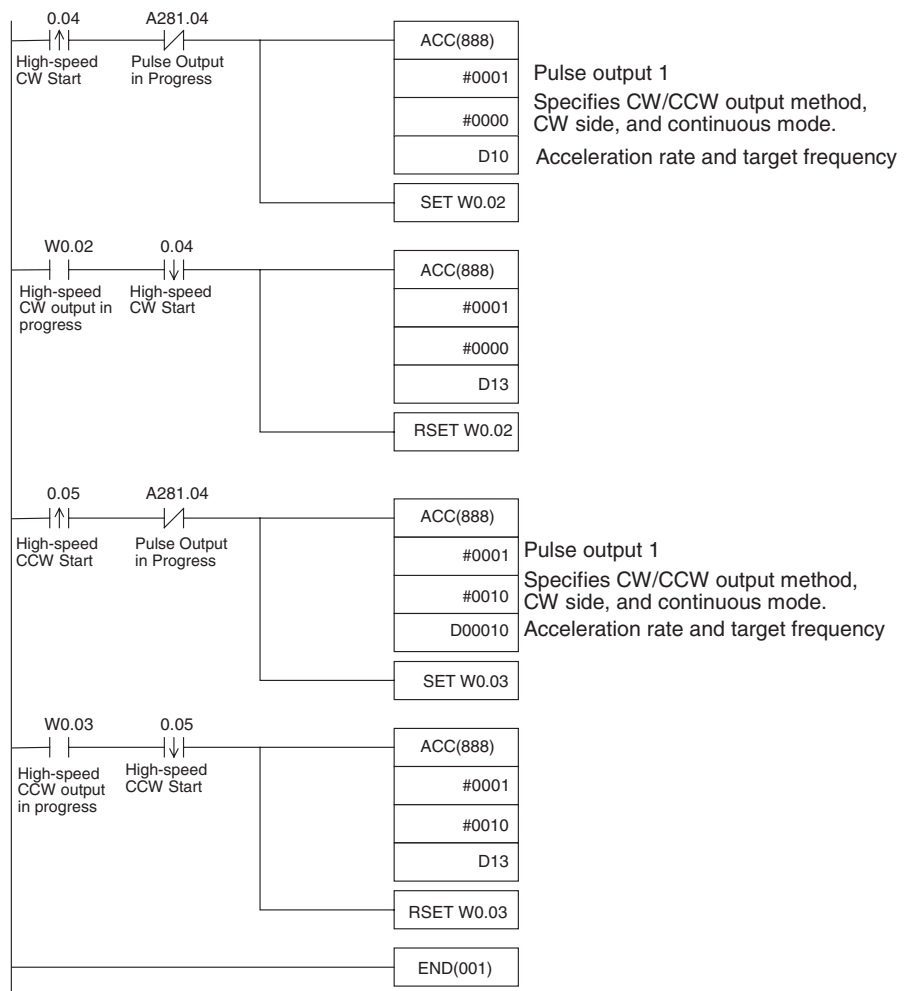 0.04 A281.04
High-speed
CW Start
Pulse Output
in Progress
ACC(888)
#0001 Pulse output 1
#0000 Specifies CW/CCW output method,
CW side, and continuous mode.
D10 Acceleration rate and target frequency
SET W0.02
W0.02 0.04
High-speed
CW output in
progress
High-speed
CW Start
ACC(888)
#0001
#0000
D13
RSET W0.02
0.05 A281.04
High-speed
CCW Start
Pulse Output
in Progress
ACC(888)
#0001 Pulse output 1
#0010 Specifies CW/CCW output method,
CW side, and continuous mode.
D00010 Acceleration rate and target frequency
SET W0.03
W0.03 0.05
High-speed
CCW output
in progress
High-speed
CCW Start
ACC(888)
#0001
#0010
D13
RSET W0.03
END(001)